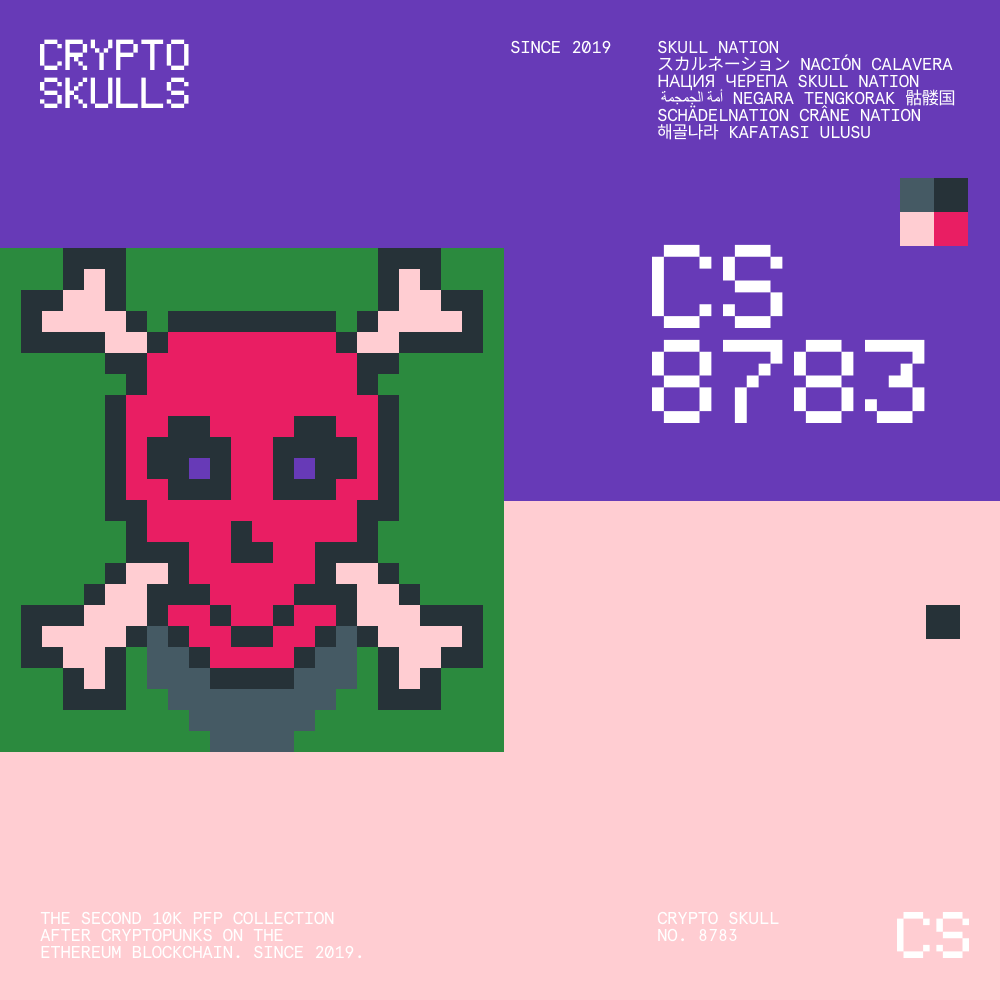 CRYPTO
SKULLS
SINCE 2019
SKULL NATION
スカルネーション NACIÓN CALAVERA
НАЦИЯ ЧЕРЕПА SKULL NATION
أمة الجمجمة NEGARA TENGKORAK 骷髅国
SCHÄDELNATION CRÂNE NATION
해골나라 KAFATASI ULUSU
CS
8783
THE SECOND 10K PFP COLLECTION
AFTER CRYPTOPUNKS ON THE
ETHEREUM BLOCKCHAIN. SINCE 2019.
CRYPTO SKULL
NO. 8783
CS